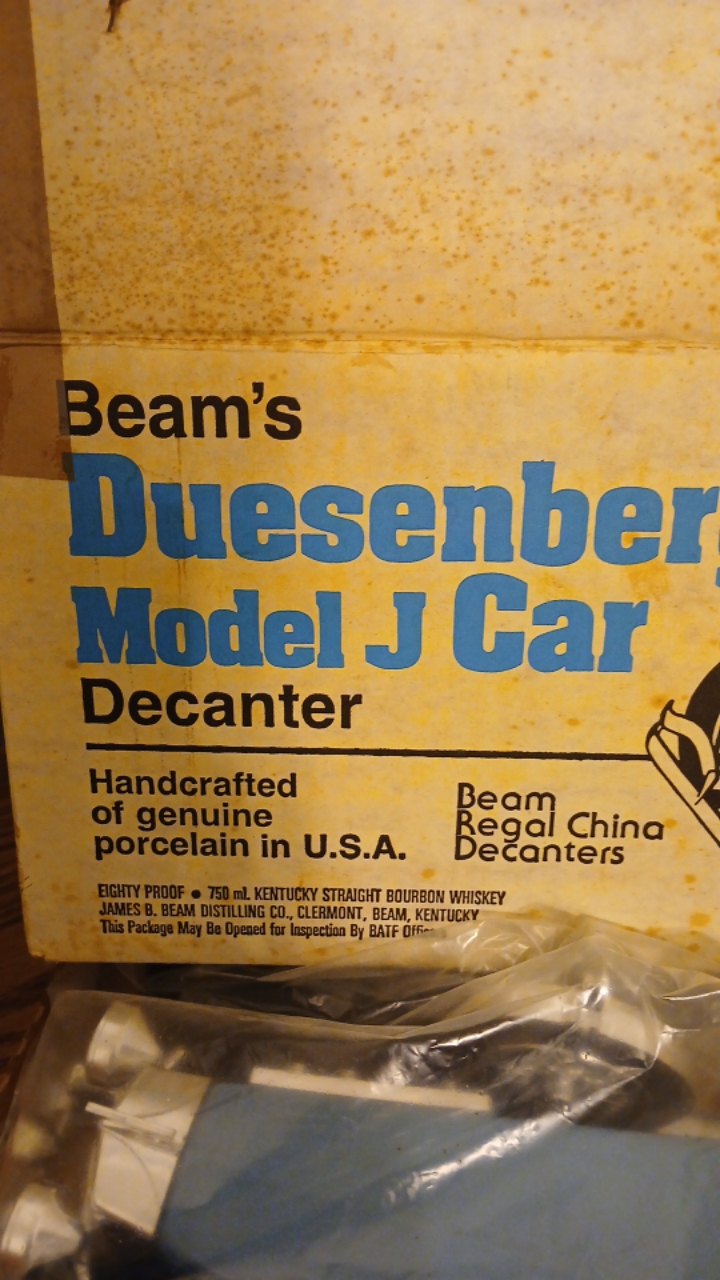 Beam's
Duesenberg
Model J Car
Decanter
Handcrafted
of genuine
porcelain in U.S.A.
Beam
Regal China
Decanters
EIGHTY PROOF • 750 mL KENTUCKY STRAIGHT BOURBON WHISKEY
JAMES B. BEAM DISTILLING CO., CLERMONT, BEAM, KENTUCKY
This Package May Be Opened for Inspection By BATF